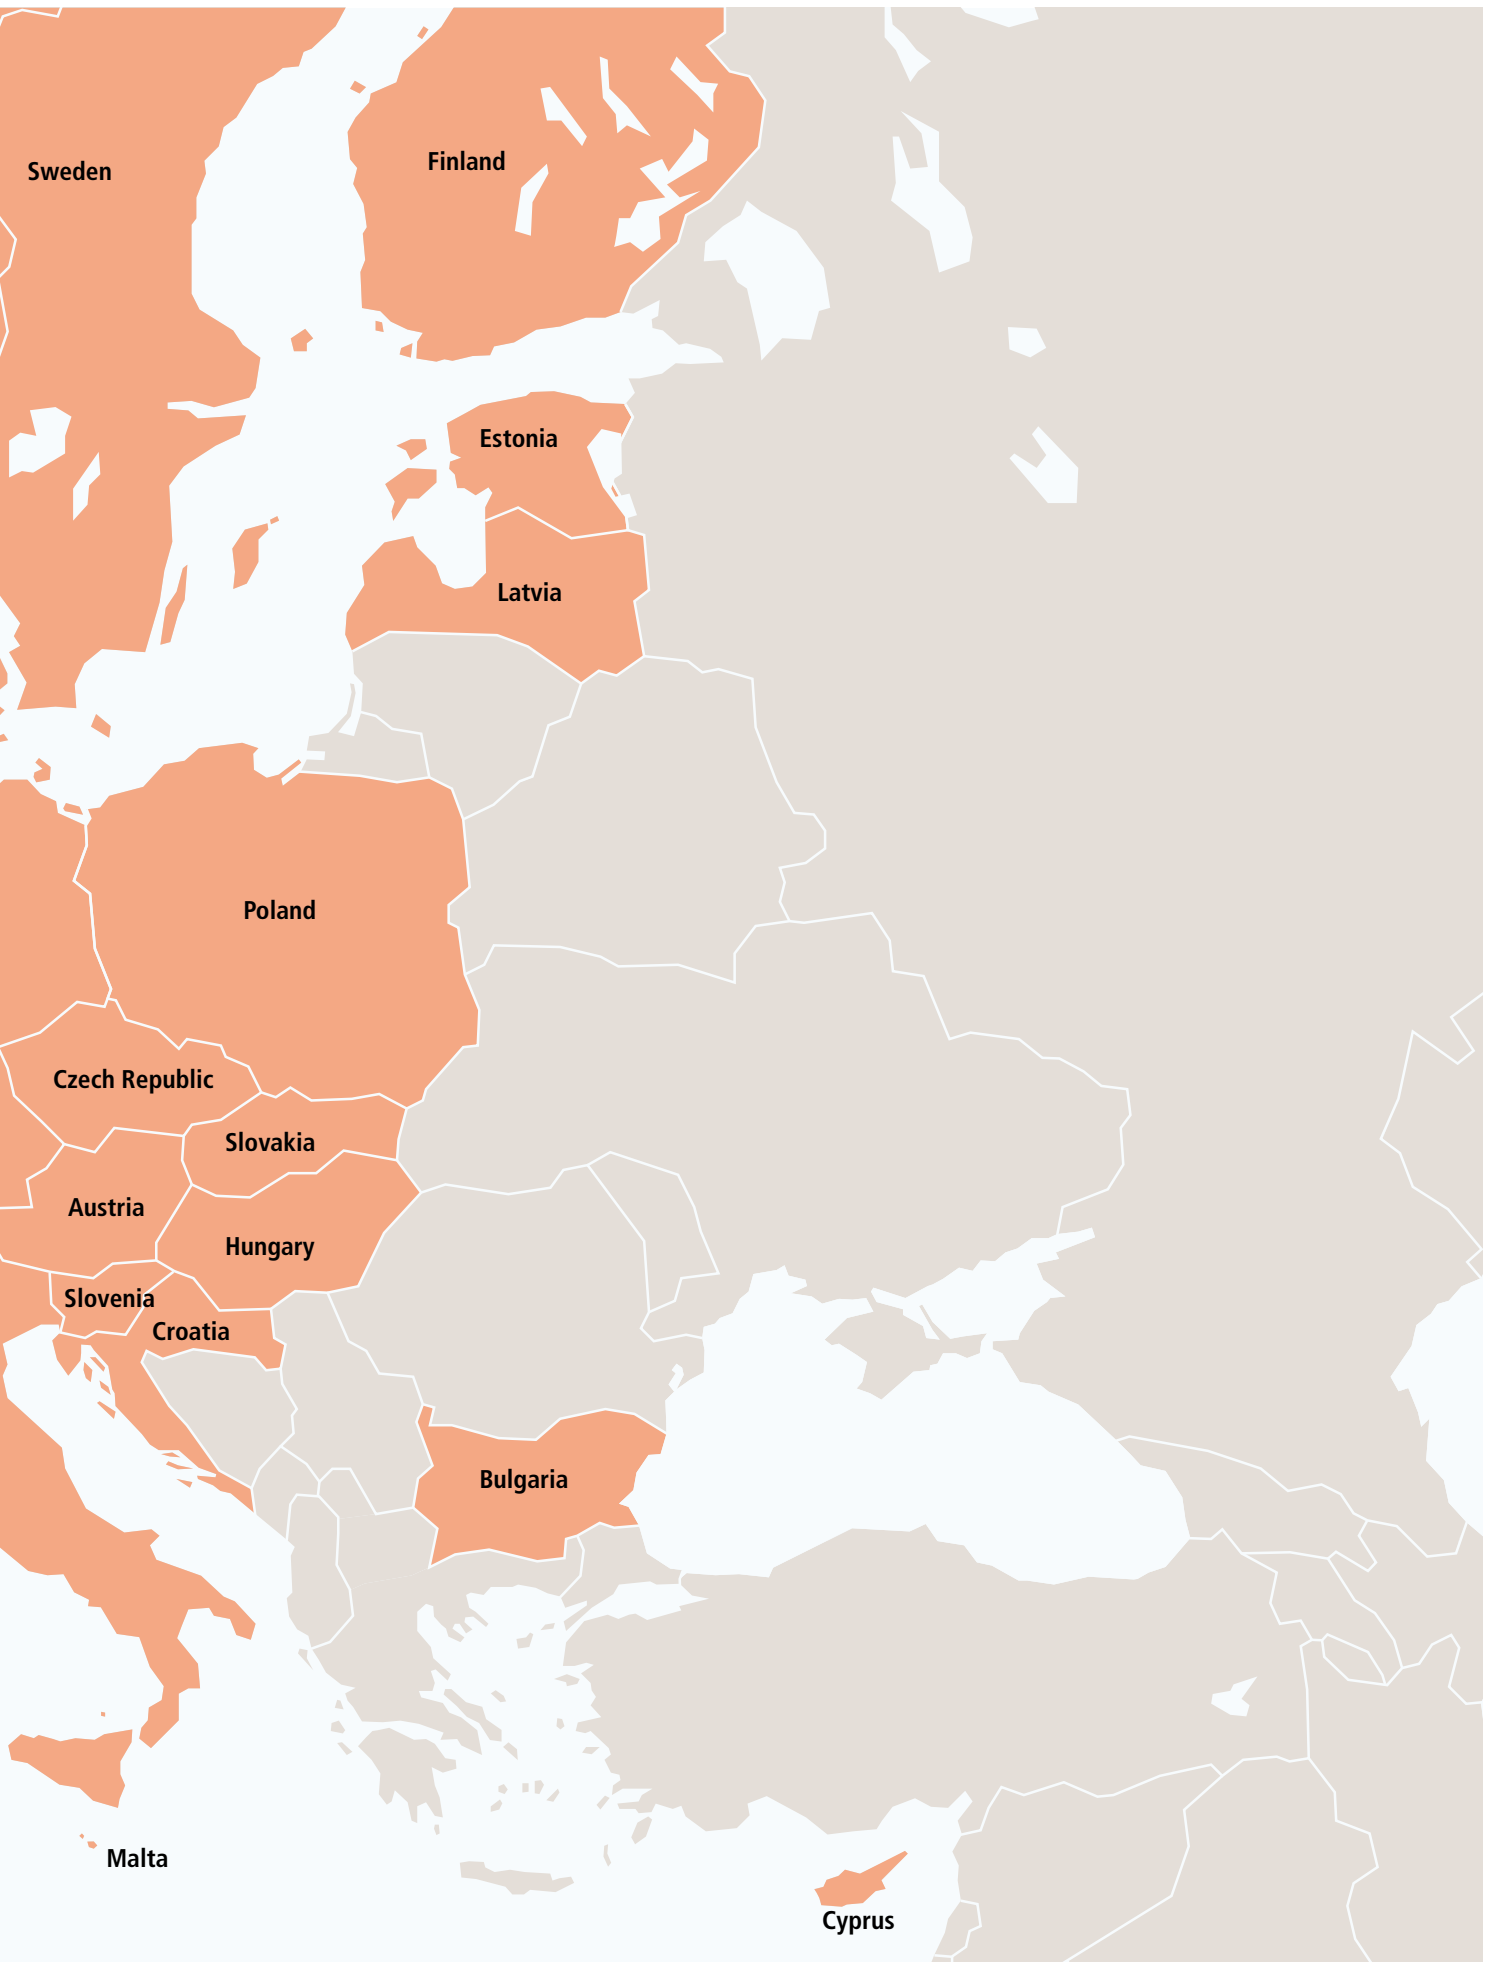 Sweden
Finland
Estonia
Latvia
Poland
Czech Republic
Slovakia
Austria
Hungary
Slovenia
Croatia
Bulgaria
Malta
Cyprus